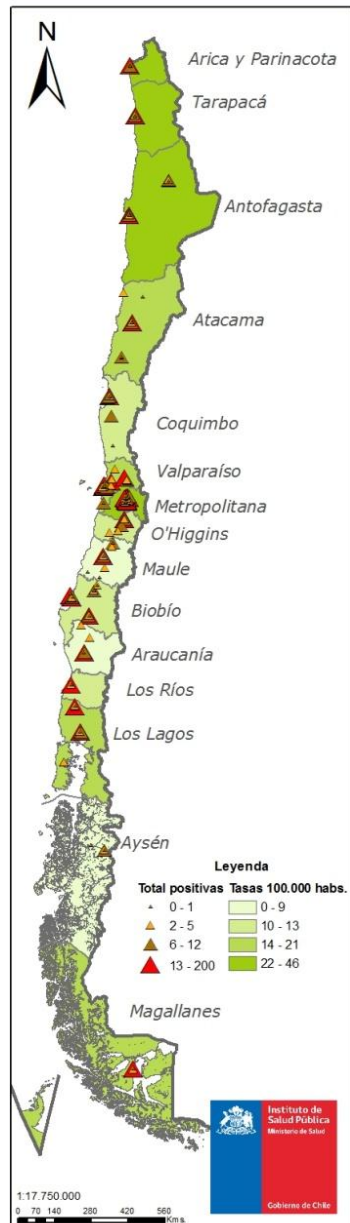 N
Arica y Parinacota
Tarapacá
Antofagasta
Atacama
Coquimbo
Valparaíso
Metropolitana
O'Higgins
Maule
Biobío
Araucanía
Los Ríos
Los Lagos
Aysén
Leyenda
Total positivas Tasas 100.000 habs.
0 - 1 0 - 9
2 - 5 10 - 13
6 - 12 14 - 21
13 - 200 22 - 46
Magallanes
Instituto de
Salud Pública
Ministerio de Salud
Gobierno de Chile
1:17.750.000
0 70 140 280 420 560
Kms.